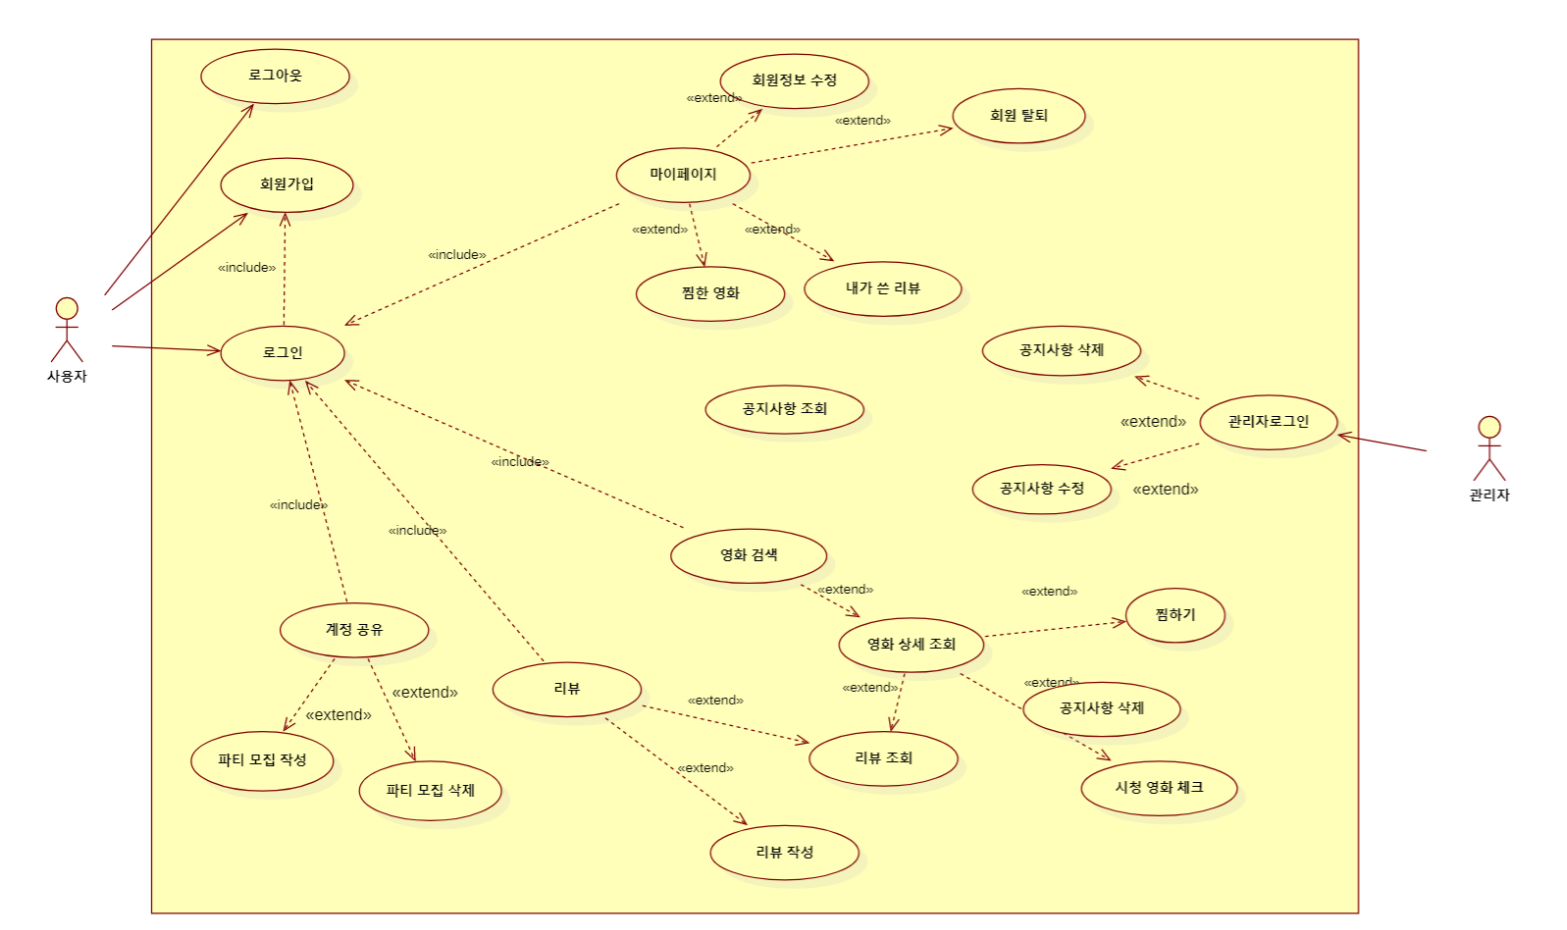 로그아웃
회원정보 수정
«extend»
회원 탈퇴
«extend»
마이페이지
회원가입
«extend»
«extend»
«include»
«include»
찜한 영화
내가 쓴 리뷰
로그인
사용자
공지사항 삭제
공지사항 조회
«extend»
관리자로그인
«include»
공지사항 수정
«extend»
관리자
«include»
«include»
영화 검색
«extend»
«extend»
찜하기
계정 공유
영화 상세 조회
«extend»
리뷰
«extend»
«extend»
«extend»
«extend»
공지사항 삭제
파티 모집 작성
«extend»
리뷰 조회
파티 모집 삭제
시청 영화 체크
리뷰 작성